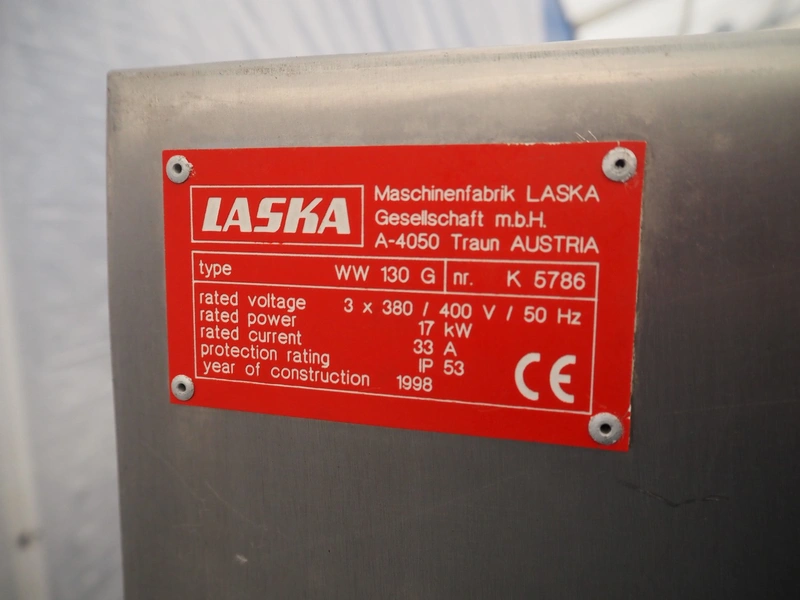 LASKA
Maschinenfabrik LASKA
Gesellschaft m.b.H.
A-4050 Traun AUSTRIA
type WW 130 G nr. K 5786
rated voltage 3 x 380 / 400 V / 50 Hz
rated power 17 kW
rated current 33 A
protection rating IP 53
year of construction 1998
CE